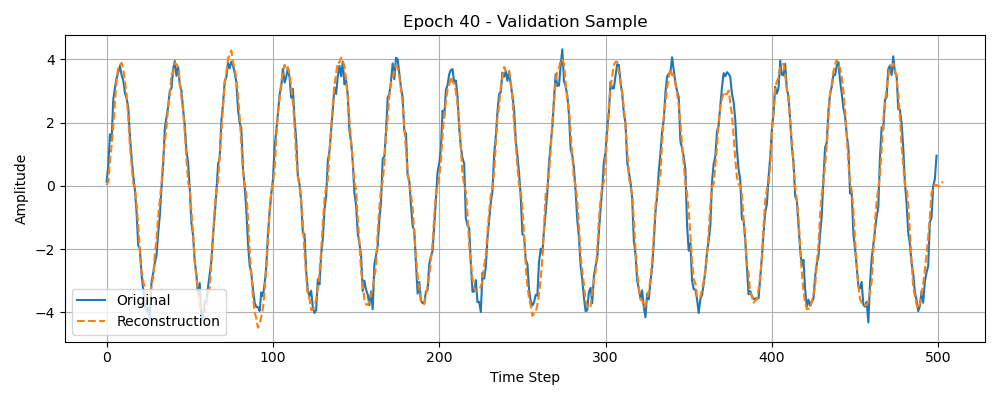 Epoch 40 - Validation Sample
Amplitude
4
2
0
−2
−4
Original
Reconstruction
0 100 200 300 400 500
Time Step